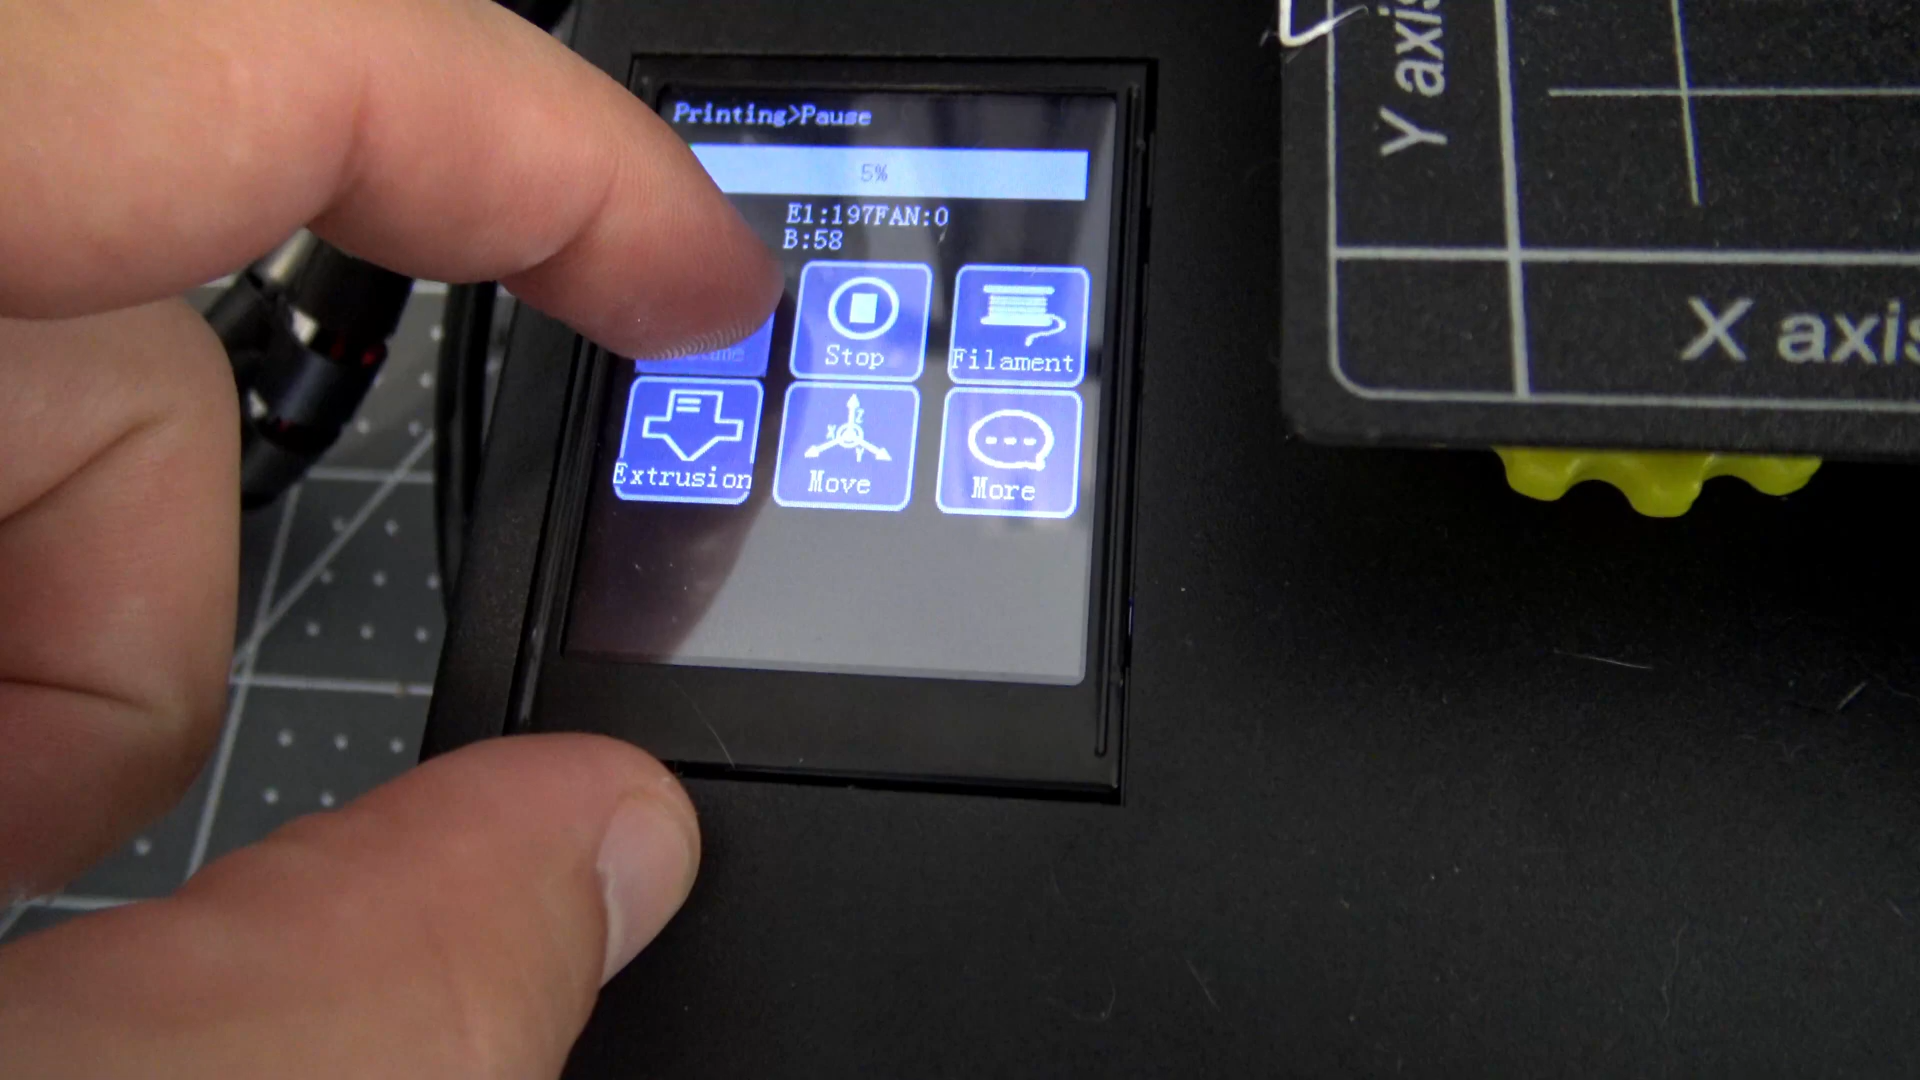 Printing>Pause
5%
E1:197FAN:0
B:58
Stop
Filament
Extrusion
X
Z
Y
Move
More
Y axis
X axis